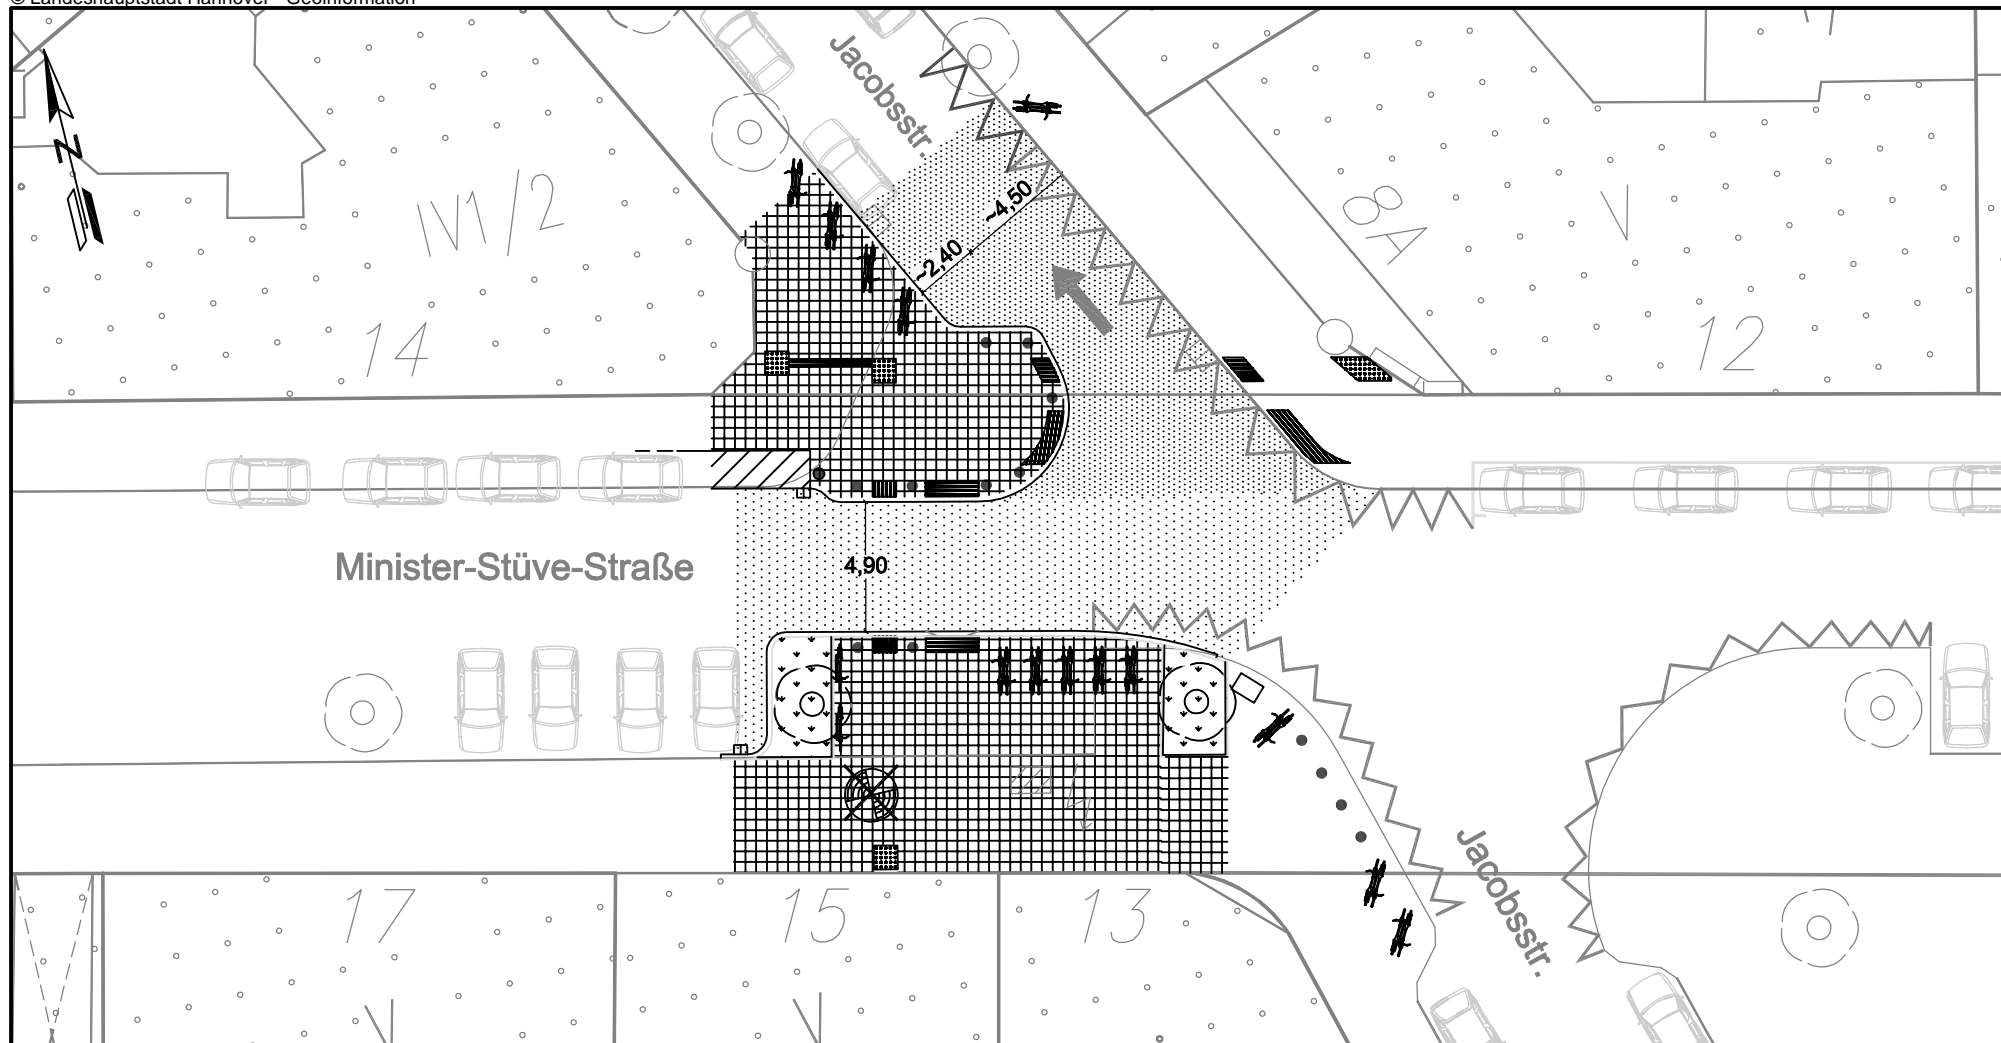 © Landeshauptstadt Hannover - Geoinformation
Jacobsstr.
N
IV1/2
8A
V
~4,50
~2,40
14
12
Minister-Stüve-Straße
4,90
Jacobsstr.
17
15
13
V
V